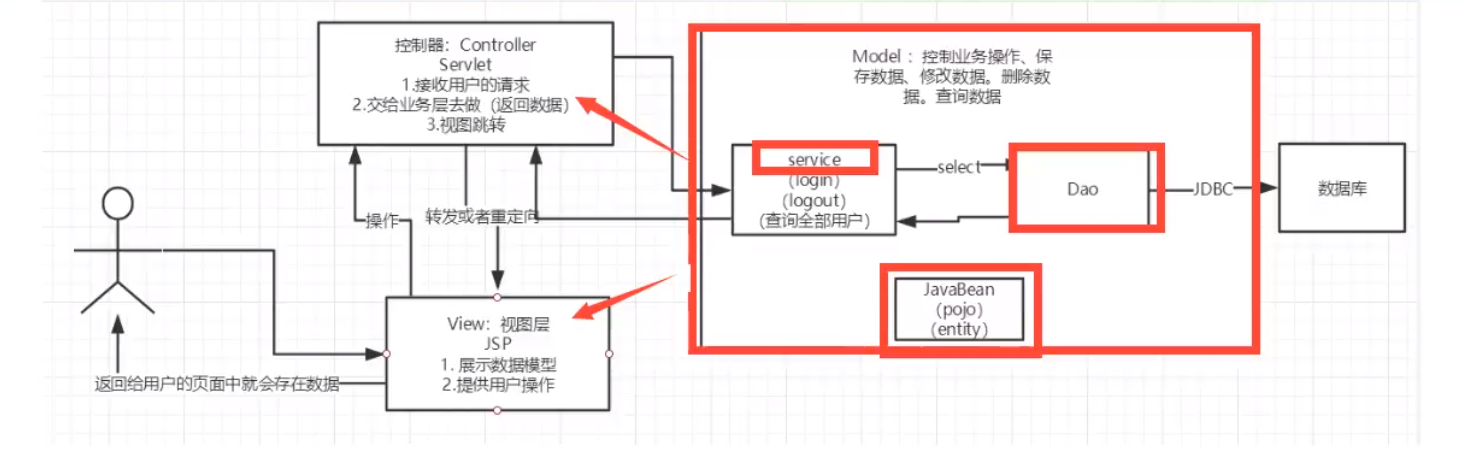 控制器：Controller
Servlet
1.接收用户的请求
2.交给业务层去做（返回数据）
3.视图跳转
Model ：控制业务操作、保
存数据、修改数据。删除数
据。查询数据
service
（login）
（logout）
（查询全部用户）
select
Dao
JDBC
数据库
操作
转发或者重定向
JavaBean
（pojo）
（entity）
View：视图层
JSP
1. 展示数据模型
2.提供用户操作
返回给用户的页面中就会存在数据